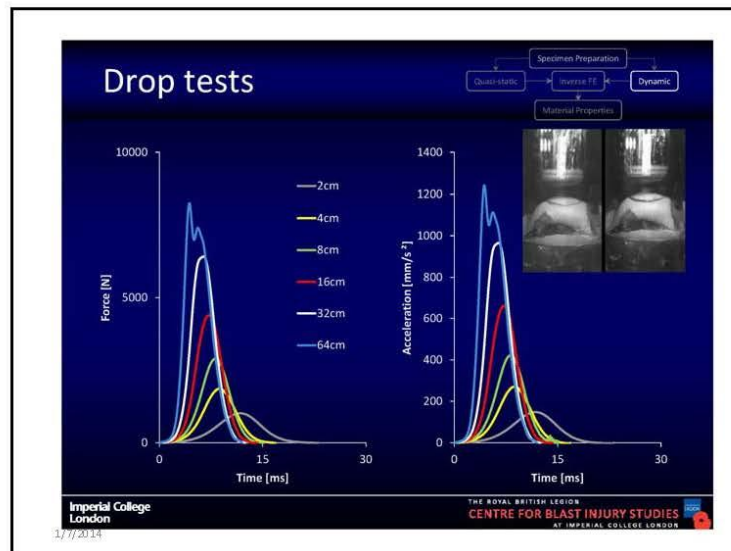 Drop tests
Specimen Preparation
Quasi-static
Inverse FE
Dynamic
Material Properties
10000
5000
0
Force [N]
0
15
30
Time [ms]
2cm
4cm
8cm
16cm
32cm
64cm
1400
1200
1000
800
600
400
200
0
Acceleration [mm/s ²]
0
15
30
Time [ms]
Imperial College
London
THE ROYAL BRITISH LEGION
CENTRE FOR BLAST INJURY STUDIES
AT IMPERIAL COLLEGE LONDON
1/7/2014